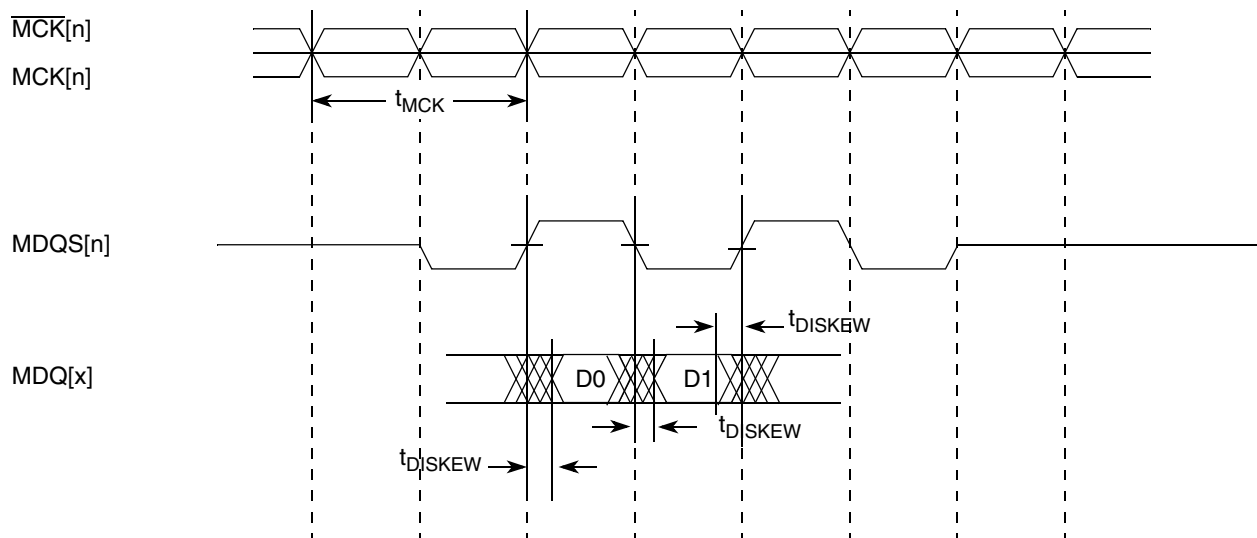 MCK[n]
MCK[n]
tMCK
MDQS[n]
tDISKEW
MDQ[x]
D0
D1
tDISKEW
tDISKEW